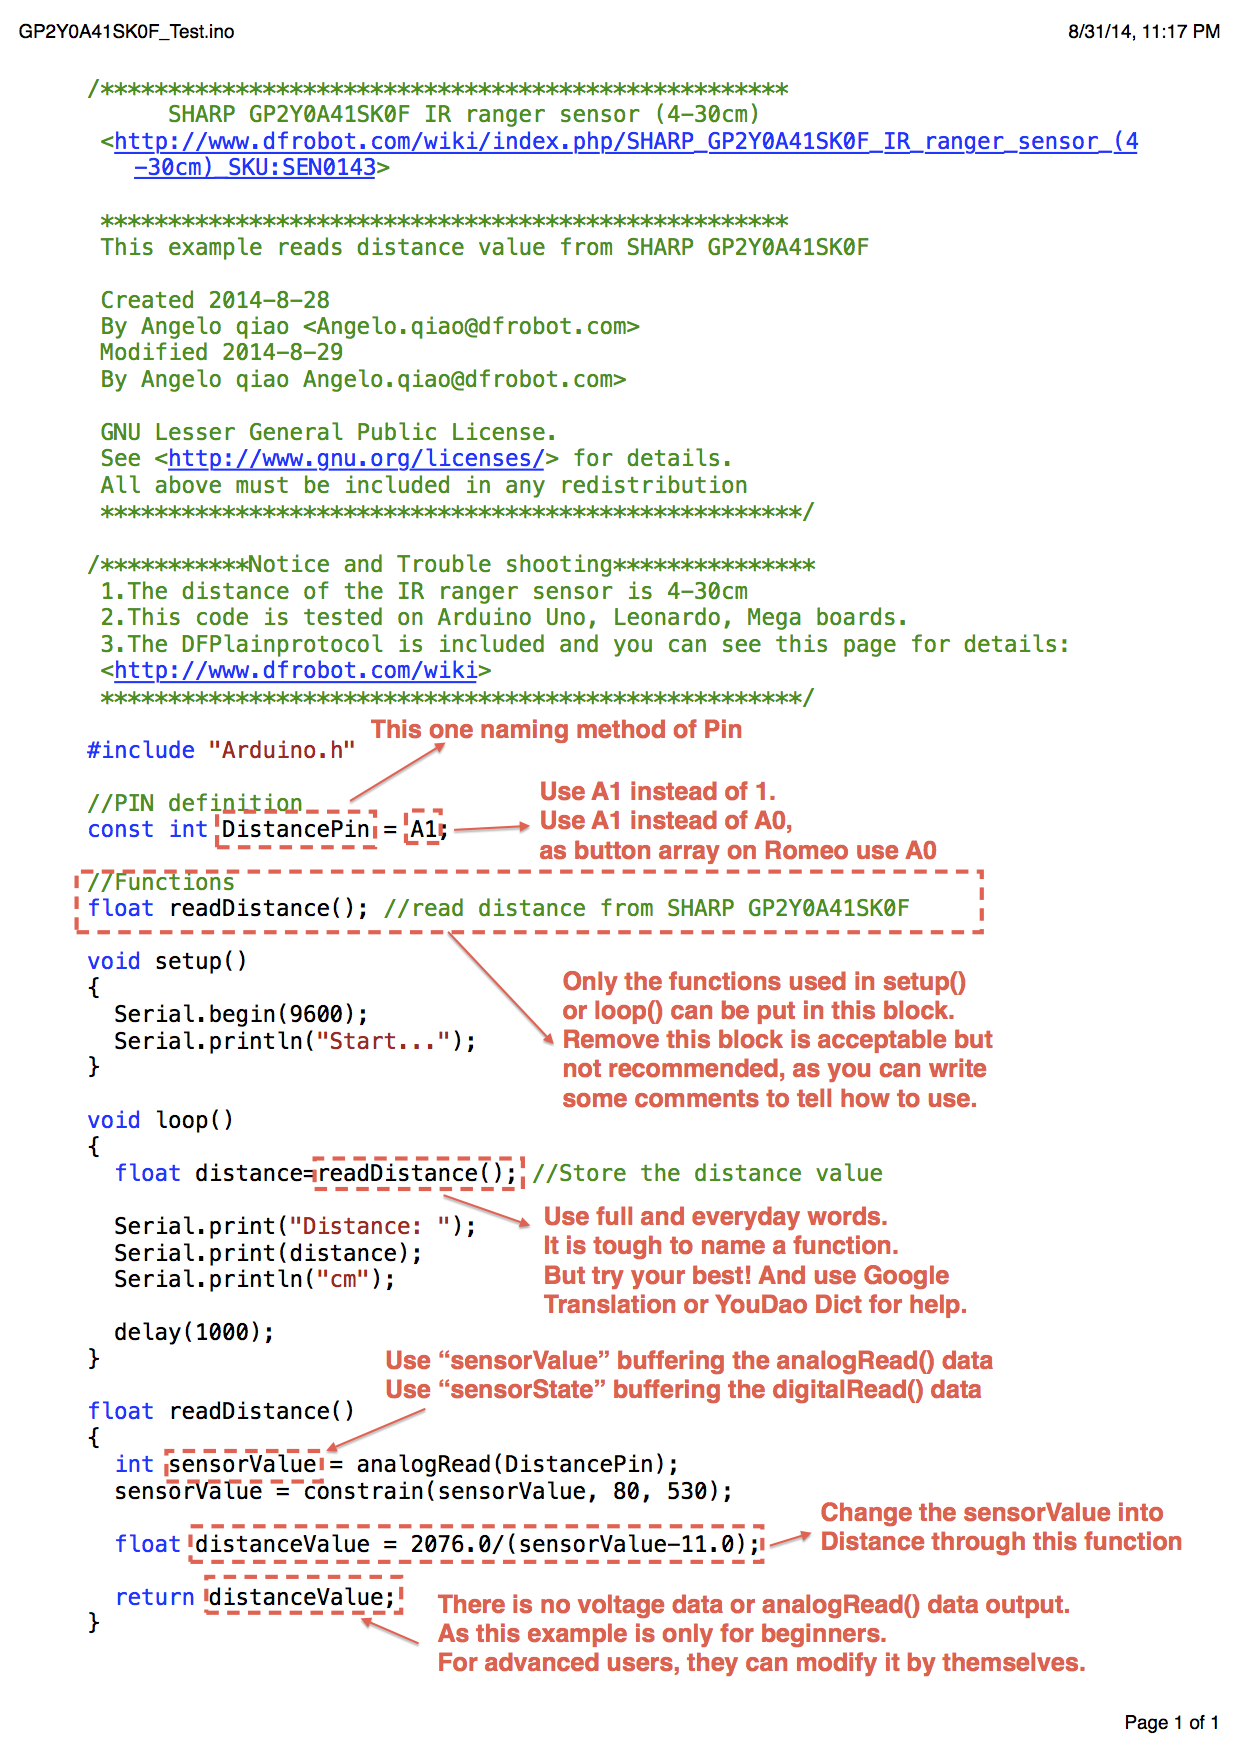 GP2Y0A41SK0F_Test.ino 8/31/14, 11:17 PM
/***************************************************
SHARP GP2Y0A41SK0F IR ranger sensor (4-30cm)
<http://www.dfrobot.com/wiki/index.php/SHARP_GP2Y0A41SK0F_IR_ranger_sensor_(4
-30cm)_SKU:SEN0143>
***************************************************
This example reads distance value from SHARP GP2Y0A41SK0F
Created 2014-8-28
By Angelo qiao <Angelo.qiao@dfrobot.com>
Modified 2014-8-29
By Angelo qiao Angelo.qiao@dfrobot.com>
GNU Lesser General Public License.
See <http://www.gnu.org/licenses/> for details.
All above must be included in any redistribution
****************************************************/
/***********Notice and Trouble shooting***************
1.The distance of the IR ranger sensor is 4-30cm
2.This code is tested on Arduino Uno, Leonardo, Mega boards.
3.The DFPlainprotocol is included and you can see this page for details:
<http://www.dfrobot.com/wiki>
****************************************************/
This one naming method of Pin
#include "Arduino.h"
//PIN definition
const int DistancePin = A1;
Use A1 instead of 1.
Use A1 instead of A0,
as button array on Romeo use A0
//Functions
float readDistance(); //read distance from SHARP GP2Y0A41SK0F
void setup()
{
Serial.begin(9600);
Serial.println("Start...");
}
Only the functions used in setup()
or loop() can be put in this block.
Remove this block is acceptable but
not recommended, as you can write
some comments to tell how to use.
void loop()
{
float distance=readDistance(); //Store the distance value
Serial.print("Distance: ");
Serial.print(distance);
Serial.println("cm");
Use full and everyday words.
It is tough to name a function.
But try your best! And use Google
Translation or YouDao Dict for help.
delay(1000);
}
Use “sensorValue” buffering the analogRead() data
Use “sensorState” buffering the digitalRead() data
float readDistance()
{
int sensorValue = analogRead(DistancePin);
sensorValue = constrain(sensorValue, 80, 530);
float distanceValue = 2076.0/(sensorValue-11.0);
Change the sensorValue into
Distance through this function
return distanceValue;
}
There is no voltage data or analogRead() data output.
As this example is only for beginners.
For advanced users, they can modify it by themselves.
Page 1 of 1